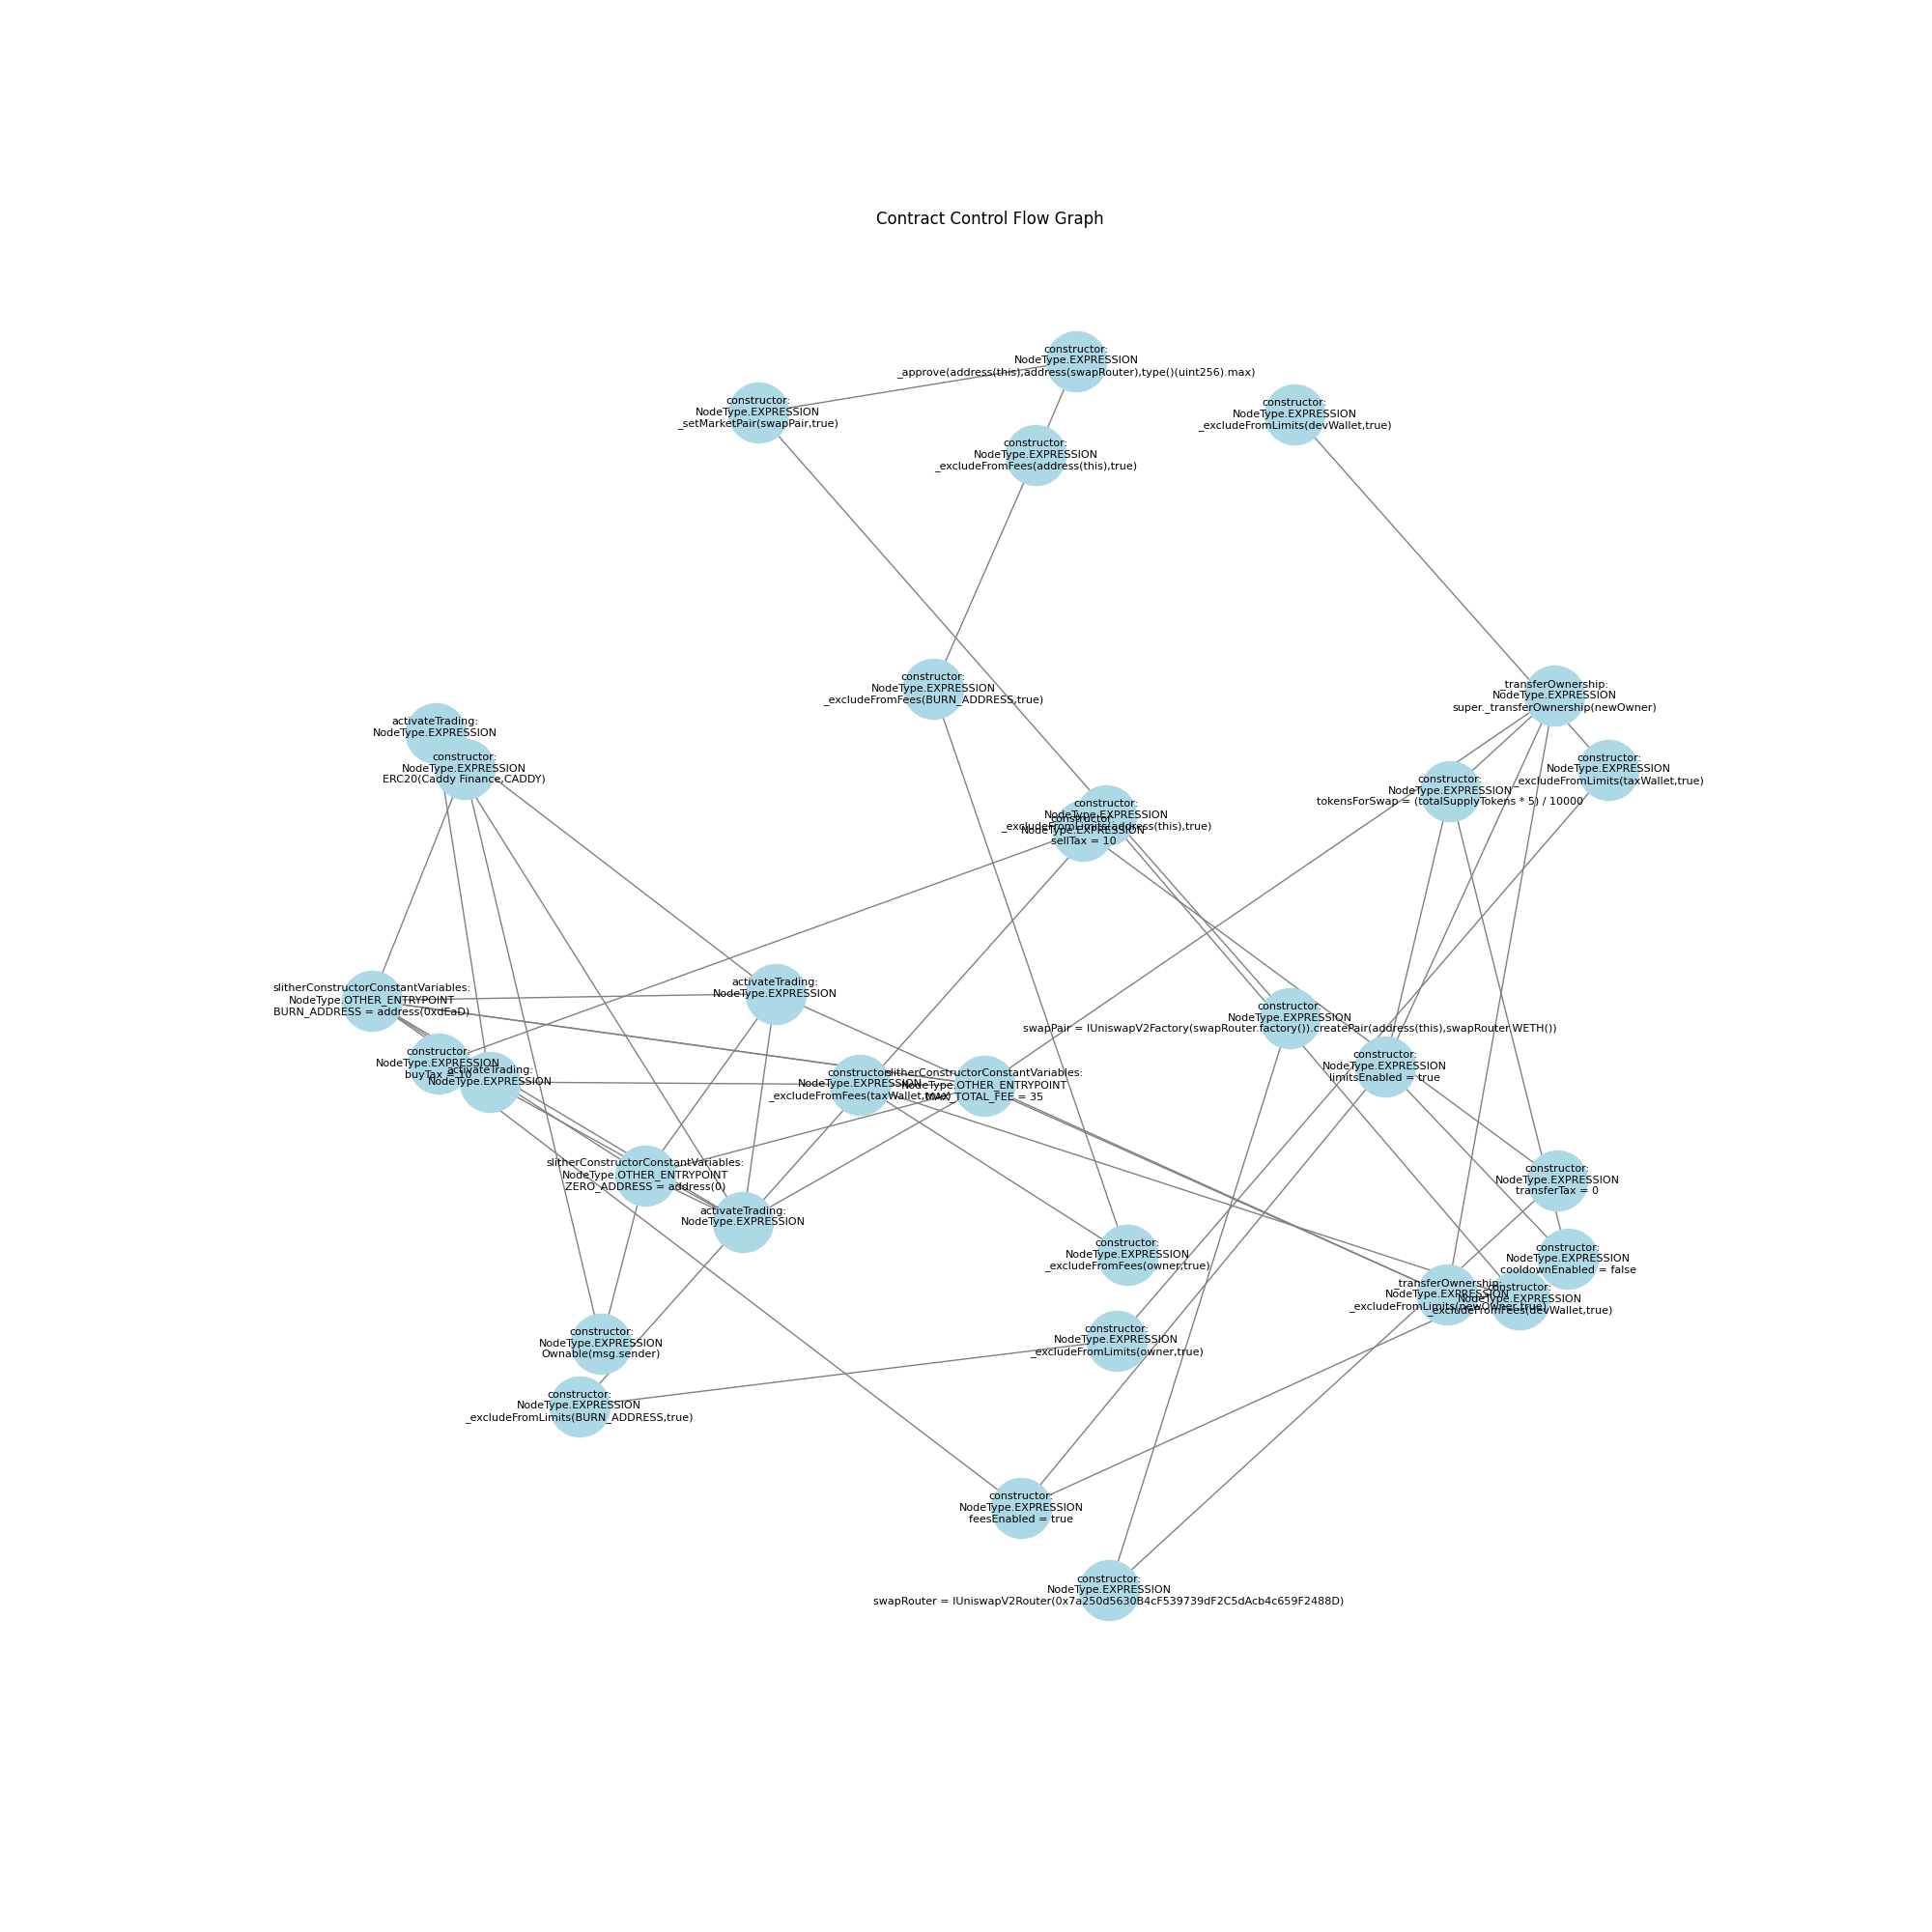 Contract Control Flow Graph
constructor:
NodeType.EXPRESSION
_approve(address(this),address(swapRouter),type()(uint256).max)
constructor:
NodeType.EXPRESSION
_setMarketPair(swapPair,true)
constructor:
NodeType.EXPRESSION
_excludeFromLimits(devWallet,true)
constructor:
NodeType.EXPRESSION
_excludeFromFees(address(this),true)
constructor:
NodeType.EXPRESSION
_excludeFromFees(BURN_ADDRESS,true)
_transferOwnership:
NodeType.EXPRESSION
super._transferOwnership(newOwner)
activateTrading:
NodeType.EXPRESSION
constructor:
NodeType.EXPRESSION
ERC20(Caddy Finance,CADDY)
constructor:
NodeType.EXPRESSION
_excludeFromLimits(taxWallet,true)
constructor:
NodeType.EXPRESSION
tokensForSwap = (totalSupplyTokens * 5) / 10000
constructor:
NodeType.EXPRESSION
_excludeFromLimits(address(this),true)
constructor:
NodeType.EXPRESSION
sellTax = 10
activateTrading:
NodeType.EXPRESSION
slitherConstructorConstantVariables:
NodeType.OTHER_ENTRYPOINT
BURN_ADDRESS = address(0xdEaD)
constructor:
NodeType.EXPRESSION
swapPair = IUniswapV2Factory(swapRouter.factory()).createPair(address(this),swapRouter.WETH())
constructor:
NodeType.EXPRESSION
buyTax = 10
activateTrading:
NodeType.EXPRESSION
constructor:
NodeType.EXPRESSION
_excludeFromFees(taxWallet,true)
slitherConstructorConstantVariables:
NodeType.OTHER_ENTRYPOINT
MAX_TOTAL_FEE = 35
constructor:
NodeType.EXPRESSION
limitsEnabled = true
slitherConstructorConstantVariables:
NodeType.OTHER_ENTRYPOINT
ZERO_ADDRESS = address(0)
constructor:
NodeType.EXPRESSION
transferTax = 0
activateTrading:
NodeType.EXPRESSION
constructor:
NodeType.EXPRESSION
_excludeFromFees(owner,true)
constructor:
NodeType.EXPRESSION
cooldownEnabled = false
_transferOwnership:
NodeType.EXPRESSION
_excludeFromLimits(newOwner,true)
constructor:
NodeType.EXPRESSION
_excludeFromFees(devWallet,true)
constructor:
NodeType.EXPRESSION
Ownable(msg.sender)
constructor:
NodeType.EXPRESSION
_excludeFromLimits(owner,true)
constructor:
NodeType.EXPRESSION
_excludeFromLimits(BURN_ADDRESS,true)
constructor:
NodeType.EXPRESSION
feesEnabled = true
constructor:
NodeType.EXPRESSION
swapRouter = IUniswapV2Router(0x7a250d5630B4cF539739dF2C5dAcb4c659F2488D)